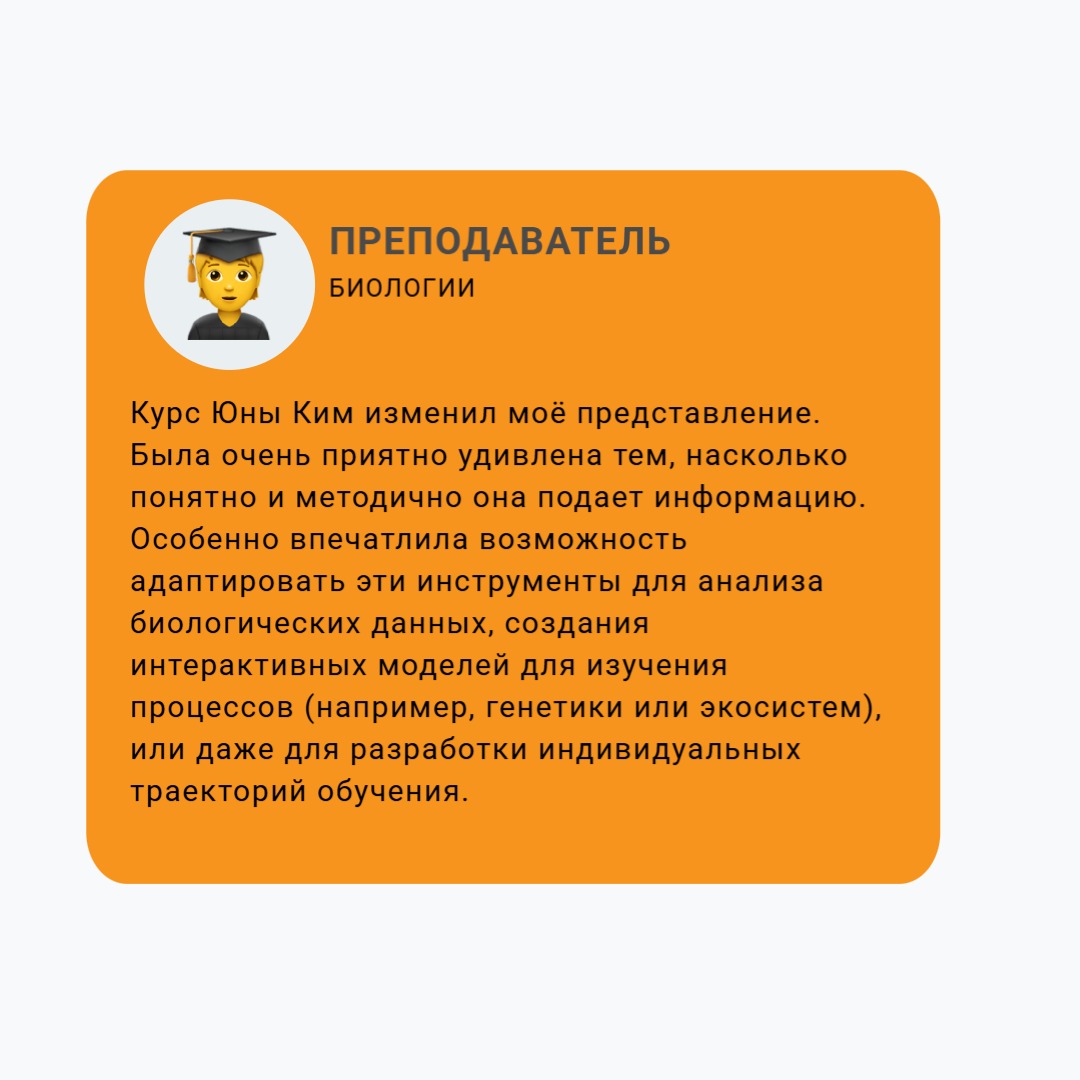 ПРЕПОДАВАТЕЛЬ
БИОЛОГИИ
Курс Юны Ким изменил моё представление.
Была очень приятно удивлена тем, насколько
понятно и методично она подает информацию.
Особенно впечатлила возможность
адаптировать эти инструменты для анализа
биологических данных, создания
интерактивных моделей для изучения
процессов (например, генетики или экосистем),
или даже для разработки индивидуальных
траекторий обучения.